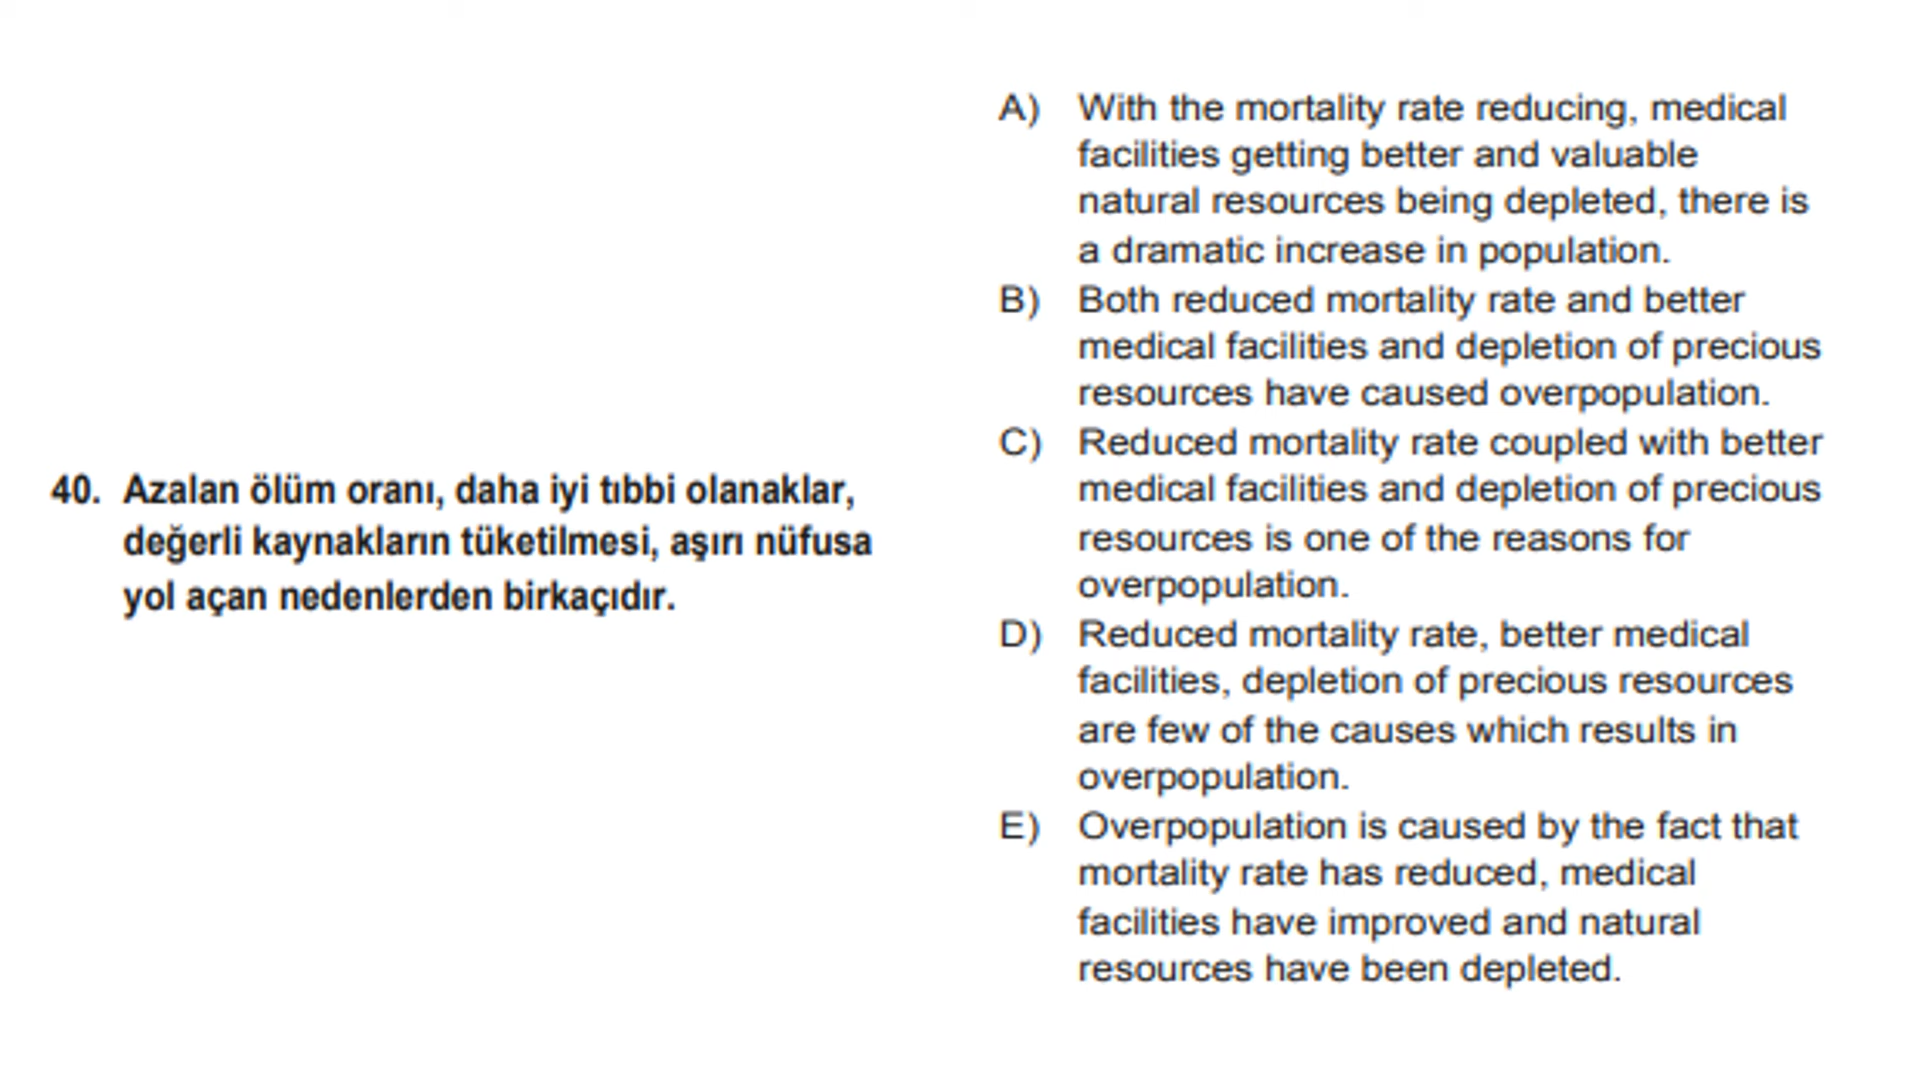 40. Azalan ölüm oranı, daha iyi tıbbi olanaklar,
değerli kaynakların tüketilmesi, aşırı nüfusa
yol açan nedenlerden birkaçıdır.
A) With the mortality rate reducing, medical
facilities getting better and valuable
natural resources being depleted, there is
a dramatic increase in population.
B) Both reduced mortality rate and better
medical facilities and depletion of precious
resources have caused overpopulation.
C) Reduced mortality rate coupled with better
medical facilities and depletion of precious
resources is one of the reasons for
overpopulation.
D) Reduced mortality rate, better medical
facilities, depletion of precious resources
are few of the causes which results in
overpopulation.
E) Overpopulation is caused by the fact that
mortality rate has reduced, medical
facilities have improved and natural
resources have been depleted.